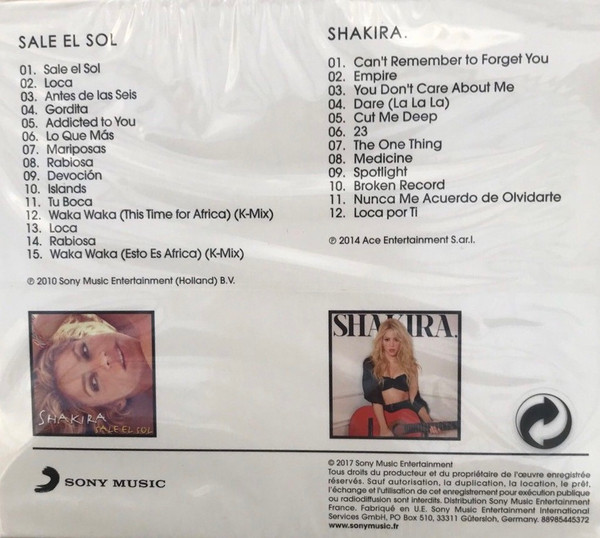 SALE EL SOL
01. Sale el Sol
02. Loca
03. Antes de las Seis
04. Gordita
05. Addicted to You
06. Lo Que Más
07. Mariposas
08. Rabiosa
09. Devoción
10. Islands
11. Tu Boca
12. Waka Waka (This Time for Africa) (K-Mix)
13. Loca
14. Rabiosa
15. Waka Waka (Esto Es Africa) (K-Mix)
℗ 2010 Sony Music Entertainment (Holland) B.V.
SHAKIRA.
01. Can't Remember to Forget You
02. Empire
03. You Don't Care About Me
04. Dare (La La La)
05. Cut Me Deep
06. 23
07. The One Thing
08. Medicine
09. Spotlight
10. Broken Record
11. Nunca Me Acuerdo de Olvidarte
12. Loca por Ti
℗ 2014 Ace Entertainment S.ar.l.
SHAKIRA
SALE EL SOL
SHAKIRA.
SONY MUSIC
© 2017 Sony Music Entertainment
Tous droits du producteur et du propriétaire de l'œuvre enregistrée
réservés. Sauf autorisation, la duplication, la location, le prêt,
l'échange et l'utilisation de cet enregistrement pour exécution publique
ou radiodiffusion sont interdits. Distribution Sony Music Entertainment
France. Fabriqué en U.E. Sony Music Entertainment International
Services GmbH, PO Box 510, 33311 Gütersloh, Germany. 88985445372
www.sonymusic.fr